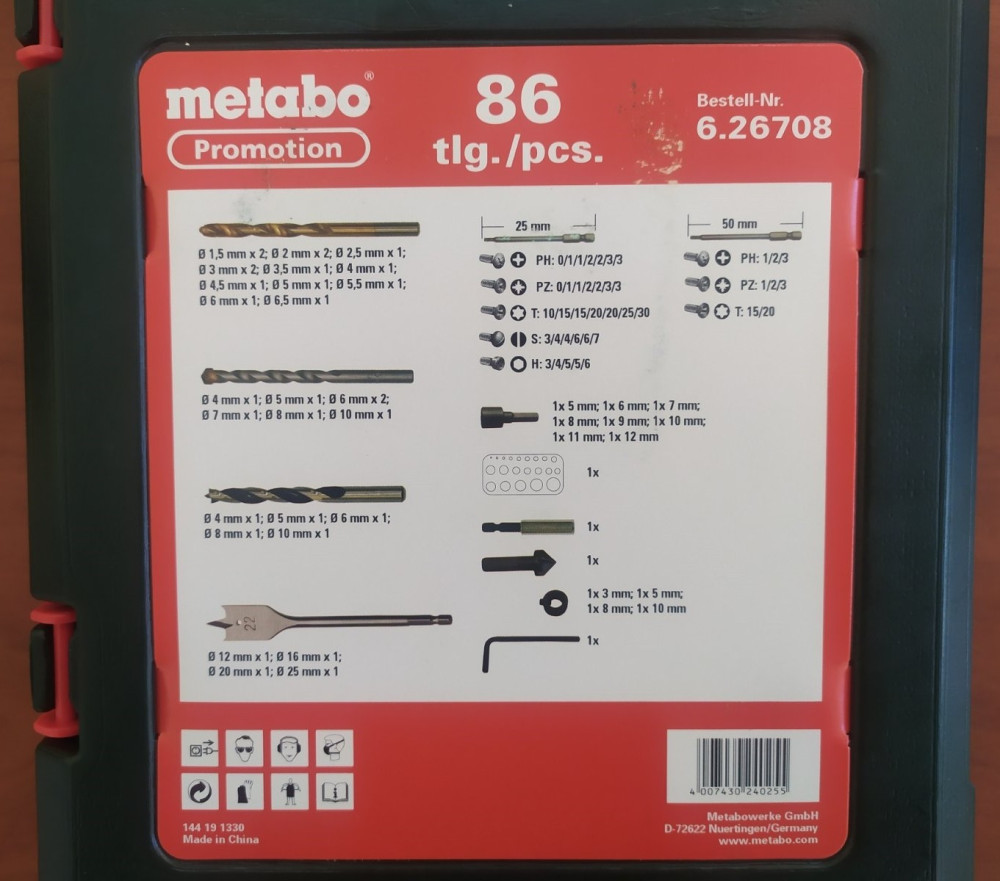 metabo®
Promotion
86
tlg./pcs.
Bestell-Nr.
6.26708
Ø 1,5 mm x 2; Ø 2 mm x 2; Ø 2,5 mm x 1;
Ø 3 mm x 2; Ø 3,5 mm x 1; Ø 4 mm x 1;
Ø 4,5 mm x 1; Ø 5 mm x 1; Ø 5,5 mm x 1;
Ø 6 mm x 1; Ø 6,5 mm x 1
Ø 4 mm x 1; Ø 5 mm x 1; Ø 6 mm x 2;
Ø 7 mm x 1; Ø 8 mm x 1; Ø 10 mm x 1
Ø 4 mm x 1; Ø 5 mm x 1; Ø 6 mm x 1;
Ø 8 mm x 1; Ø 10 mm x 1
22
Ø 12 mm x 1; Ø 16 mm x 1;
Ø 20 mm x 1; Ø 25 mm x 1
25 mm
PH: 0/1/1/2/2/3/3
PZ: 0/1/1/2/2/3/3
T: 10/15/15/20/20/25/30
S: 3/4/4/6/6/7
H: 3/4/5/5/6
50 mm
PH: 1/2/3
PZ: 1/2/3
T: 15/20
1x 5 mm; 1x 6 mm; 1x 7 mm;
1x 8 mm; 1x 9 mm; 1x 10 mm;
1x 11 mm; 1x 12 mm
1x
1x
1x
1x 3 mm; 1x 5 mm;
1x 8 mm; 1x 10 mm
1x
144 19 1330
Made in China
4 007430 240255
Metabowerke GmbH
D-72622 Nuertingen/Germany
www.metabo.com